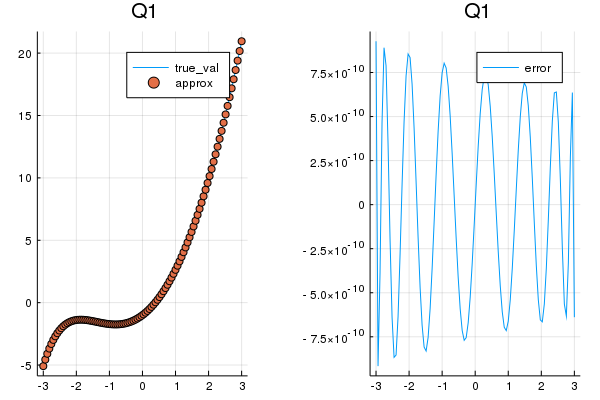 Q1
true_val
approx
20
15
10
5
0
-5
-3 -2 -1 0 1 2 3
Q1
error
7.5×10⁻¹⁰
5.0×10⁻¹⁰
2.5×10⁻¹⁰
0
-2.5×10⁻¹⁰
-5.0×10⁻¹⁰
-7.5×10⁻¹⁰
-3 -2 -1 0 1 2 3